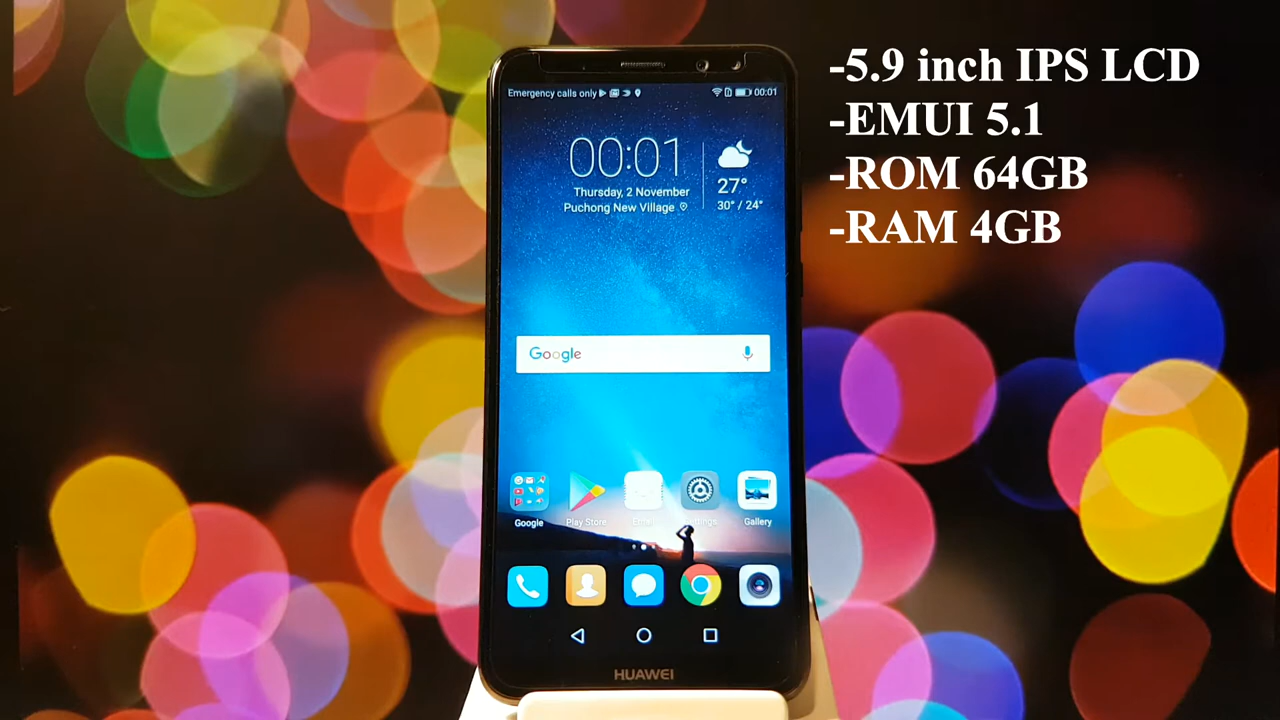 Emergency calls only
00:01
00:01
Thursday, 2 November
Puchong New Village
27°
30° / 24°
Google
Google
Play Store
Gallery
HUAWEI
-5.9 inch IPS LCD
-EMUI 5.1
-ROM 64GB
-RAM 4GB